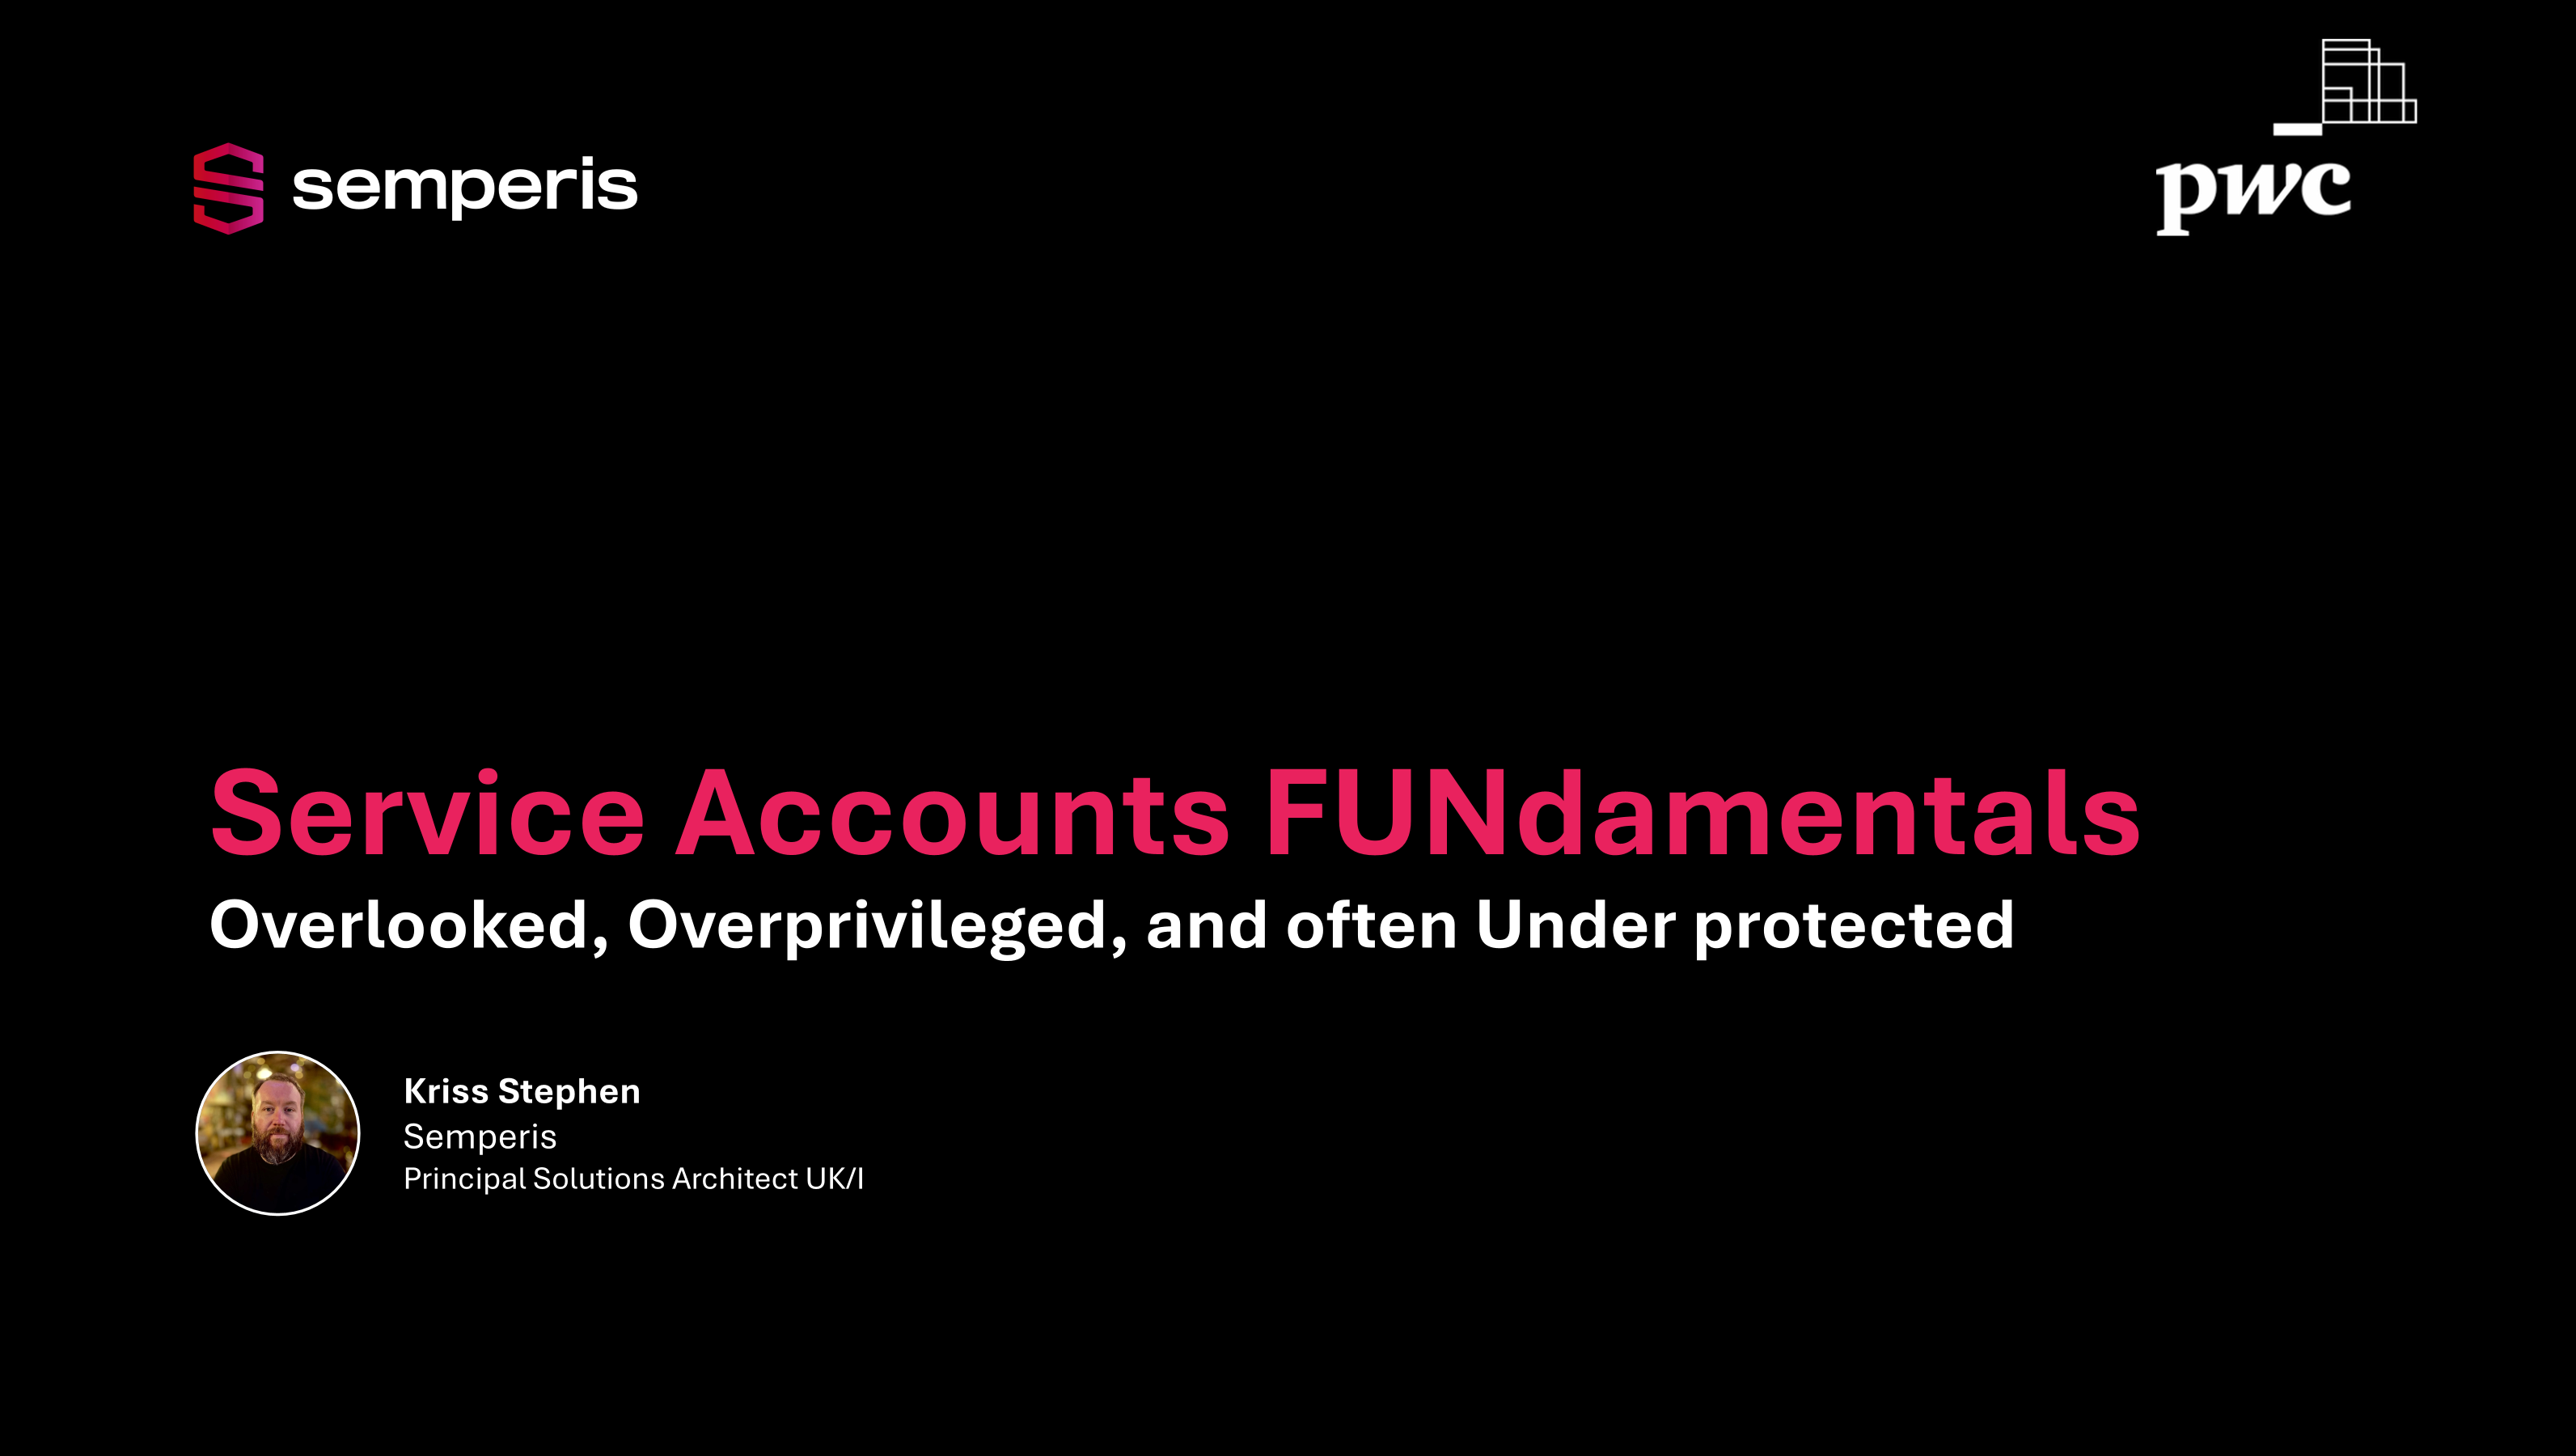 semperis
pwc
Service Accounts FUNdamentals
Overlooked, Overprivileged, and often Under protected
Kriss Stephen
Semperis
Principal Solutions Architect UK/I